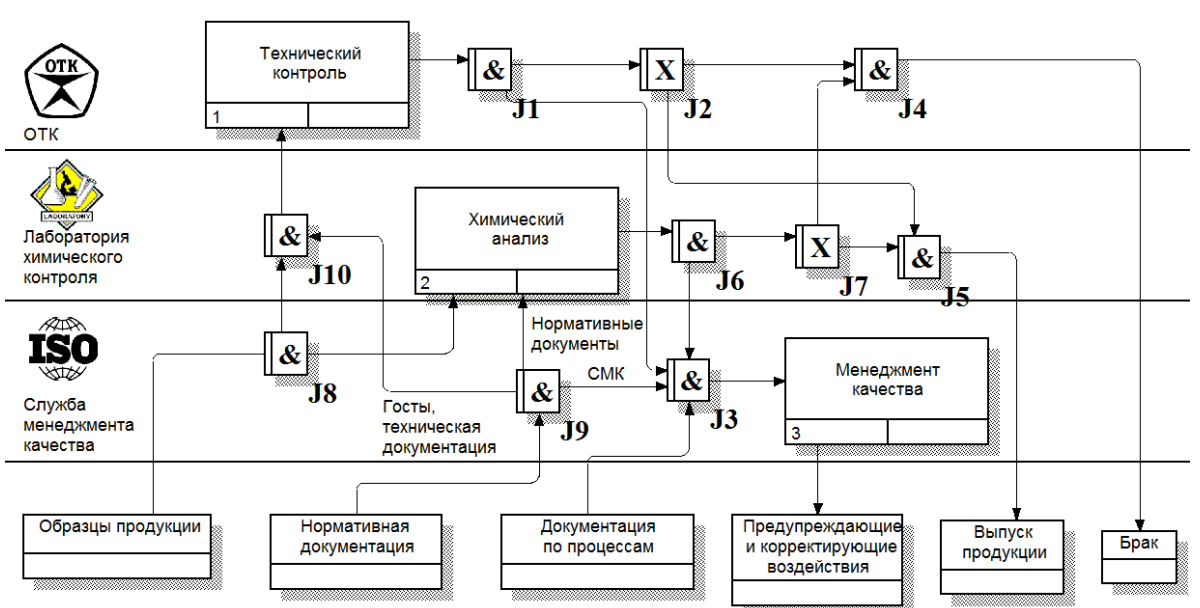 Технический
контроль
1
&
J1
X
J2
&
J4
ОТК
ОТК
LABORATORY
Лаборатория
химического
контроля
&
J10
Химический
анализ
2
&
J6
X
J7
&
J5
ISO
Служба
менеджмента
качества
&
J8
Нормативные
документы
Госты,
техническая
документация
&
J9
СМК
&
J3
Менеджмент
качества
3
Образцы продукции
Нормативная
документация
Документация
по процессам
Предупреждающие
и корректирующие
воздействия
Выпуск
продукции
Брак